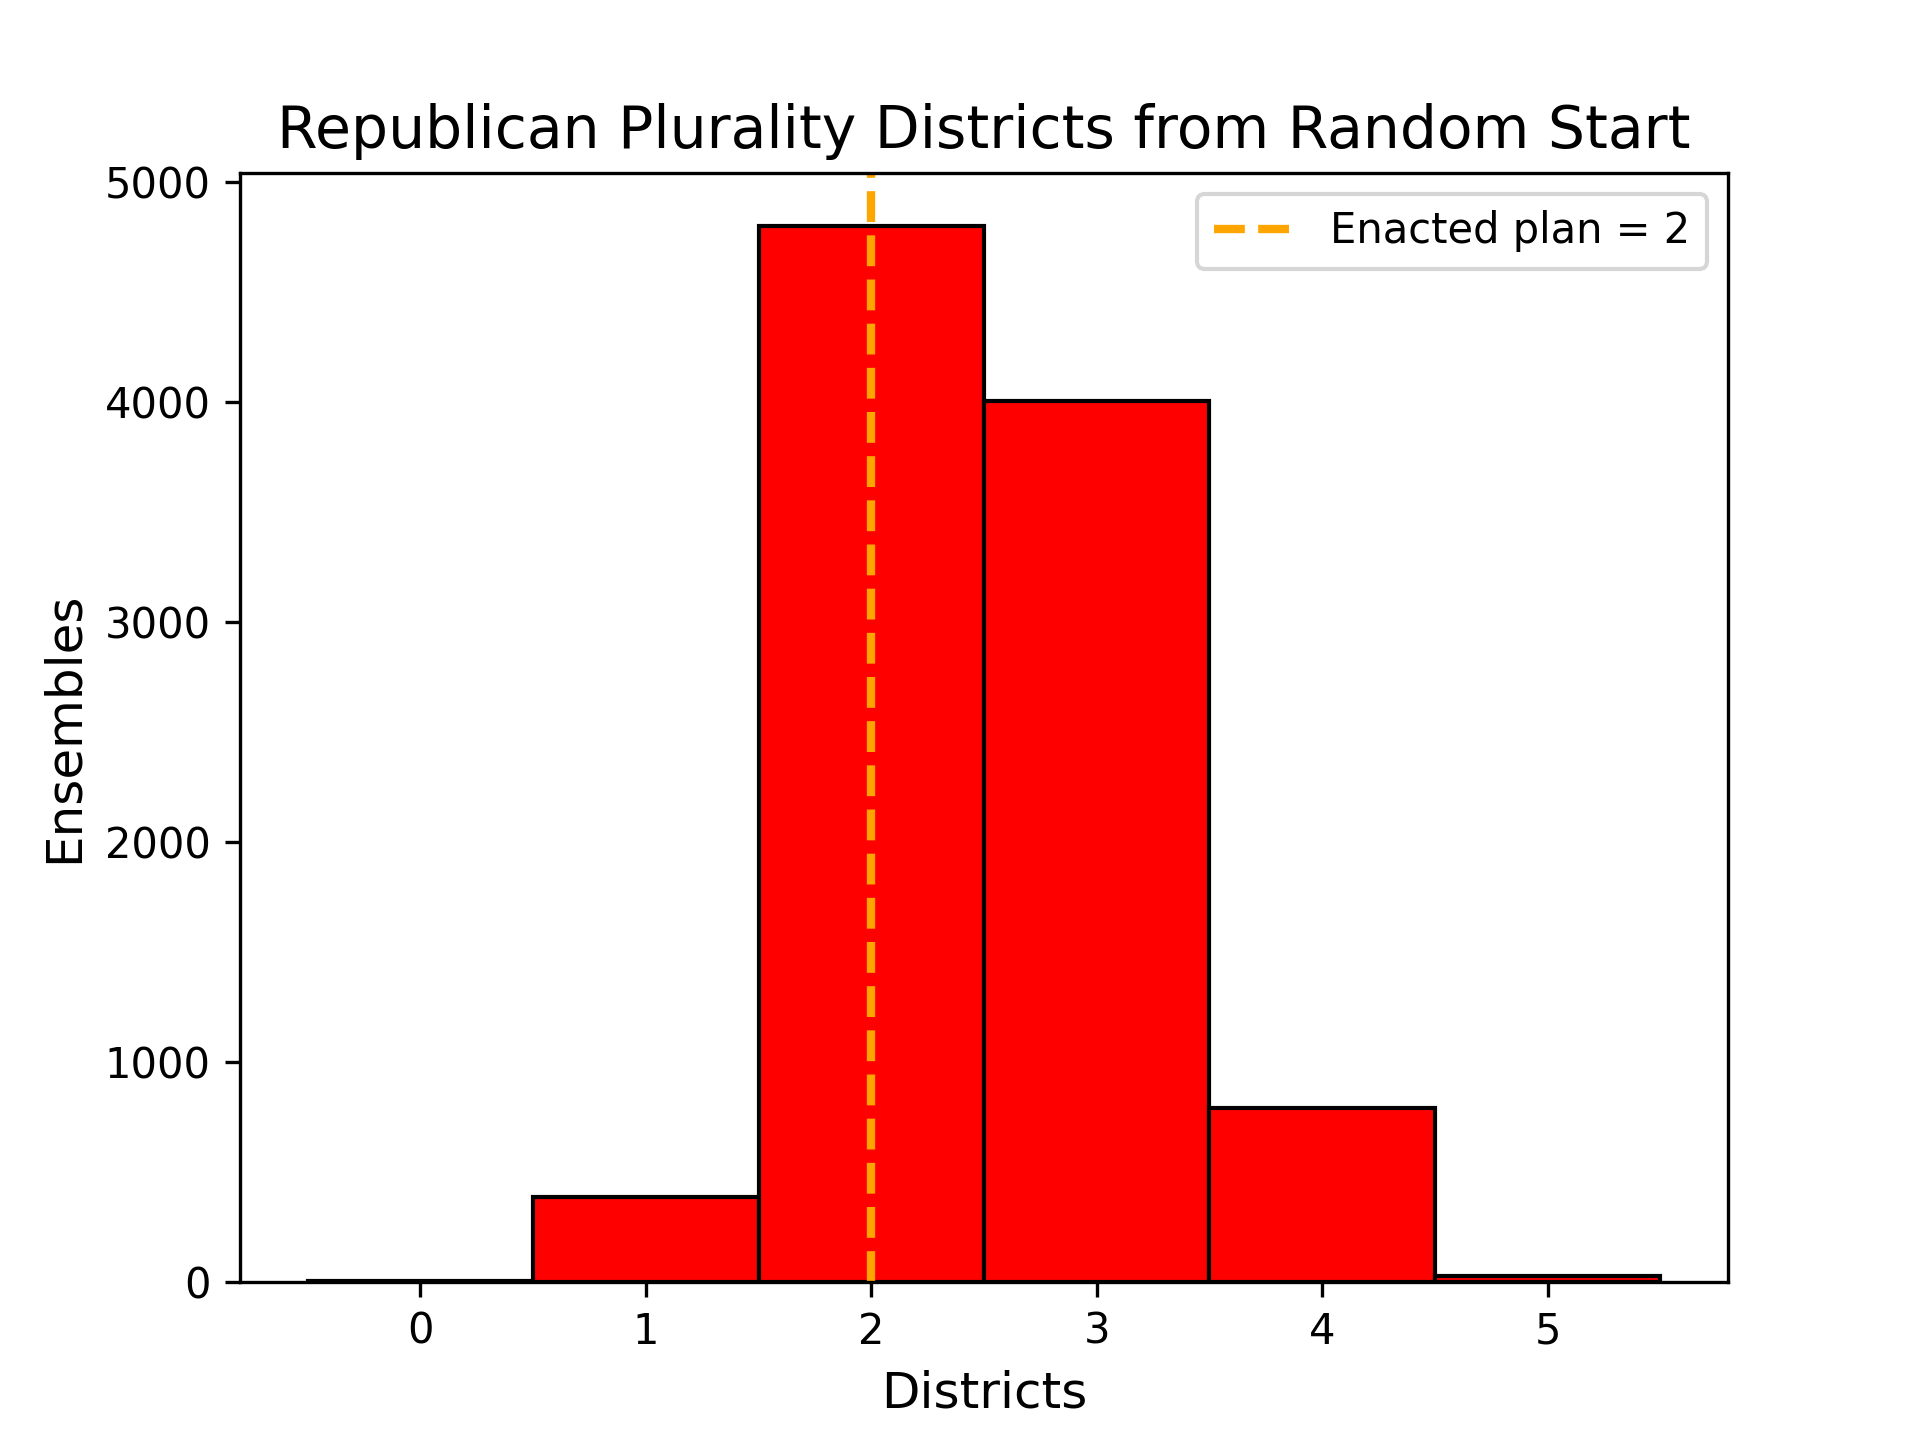 Republican Plurality Districts from Random Start
5000
4000
3000
2000
1000
0
Ensembles
Enacted plan = 2
0 1 2 3 4 5
Districts